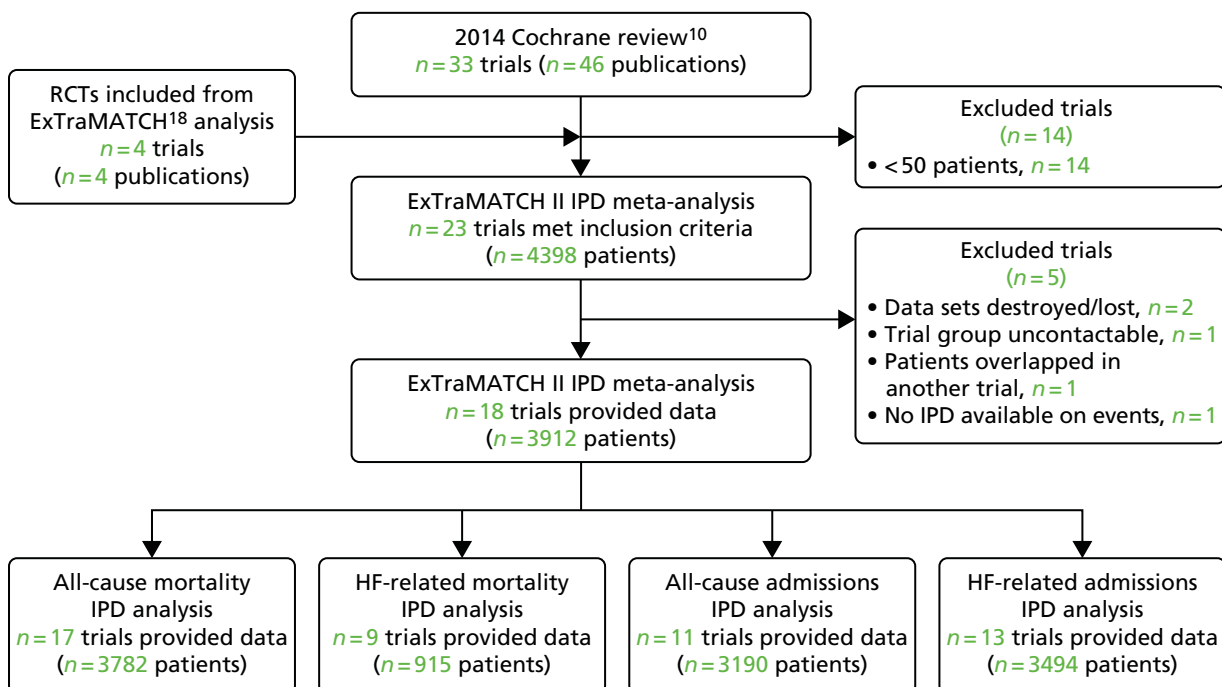 2014 Cochrane review¹⁰
n=33 trials (n=46 publications)
RCTs included from
ExTraMATCH¹⁸ analysis
n=4 trials
(n=4 publications)
Excluded trials
(n=14)
• <50 patients, n=14
ExTraMATCH II IPD meta-analysis
n=23 trials met inclusion criteria
(n=4398 patients)
Excluded trials
(n=5)
• Data sets destroyed/lost, n=2
• Trial group uncontactable, n=1
• Patients overlapped in
another trial, n=1
• No IPD available on events, n=1
ExTraMATCH II IPD meta-analysis
n=18 trials provided data
(n=3912 patients)
All-cause mortality
IPD analysis
n=17 trials provided data
(n=3782 patients)
HF-related mortality
IPD analysis
n=9 trials provided data
(n=915 patients)
All-cause admissions
IPD analysis
n=11 trials provided data
(n=3190 patients)
HF-related admissions
IPD analysis
n=13 trials provided data
(n=3494 patients)